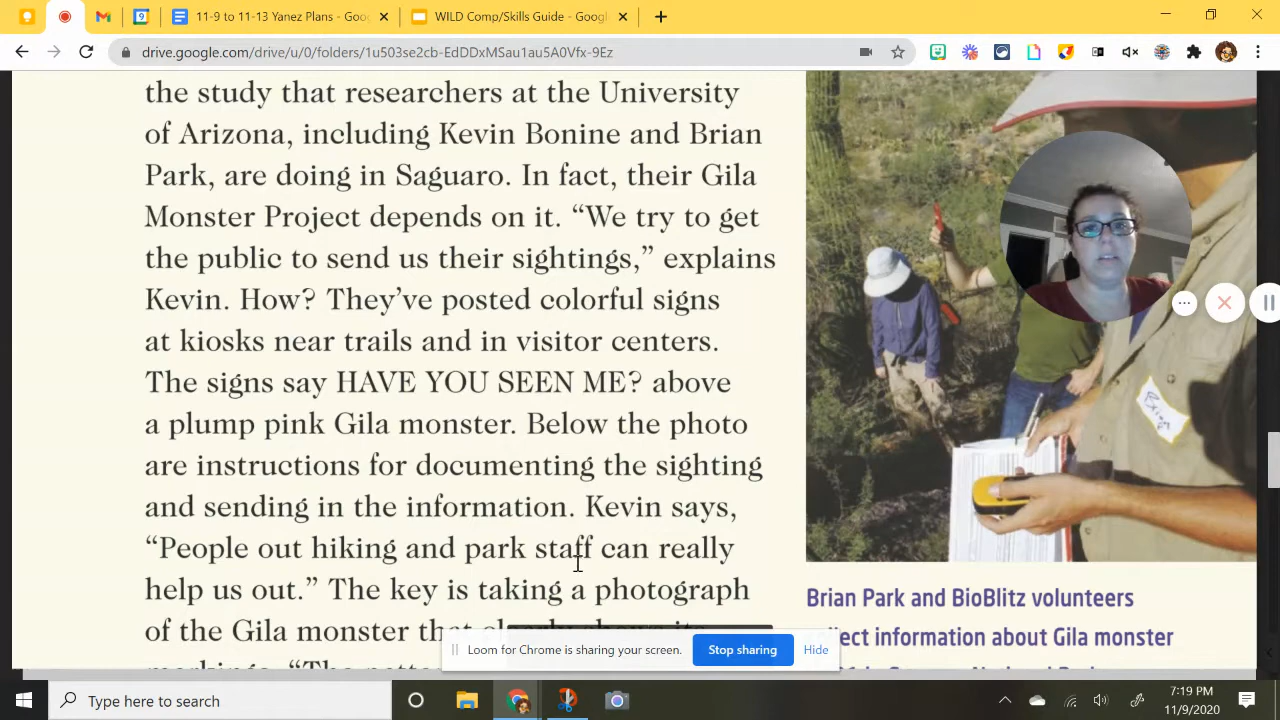 11-9 to 11-13 Yanez Plans - Goo
WILD Comp/Skills Guide - Google
drive.google.com/drive/u/0/folders/1u503se2cb-EdDDxMSau1au5A0Vfx-9Ez
the study that researchers at the University
of Arizona, including Kevin Bonine and Brian
Park, are doing in Saguaro. In fact, their Gila
Monster Project depends on it. “We try to get
the public to send us their sightings,” explains
Kevin. How? They’ve posted colorful signs
at kiosks near trails and in visitor centers.
The signs say HAVE YOU SEEN ME? above
a plump pink Gila monster. Below the photo
are instructions for documenting the sighting
and sending in the information. Kevin says,
“People out hiking and park staff can really
help us out.” The key is taking a photograph
of the Gila monster that clearly shows its
Brian Park and BioBlitz volunteers
collect information about Gila monster
Loom for Chrome is sharing your screen.
Stop sharing
Hide
Type here to search
7:19 PM
11/9/2020